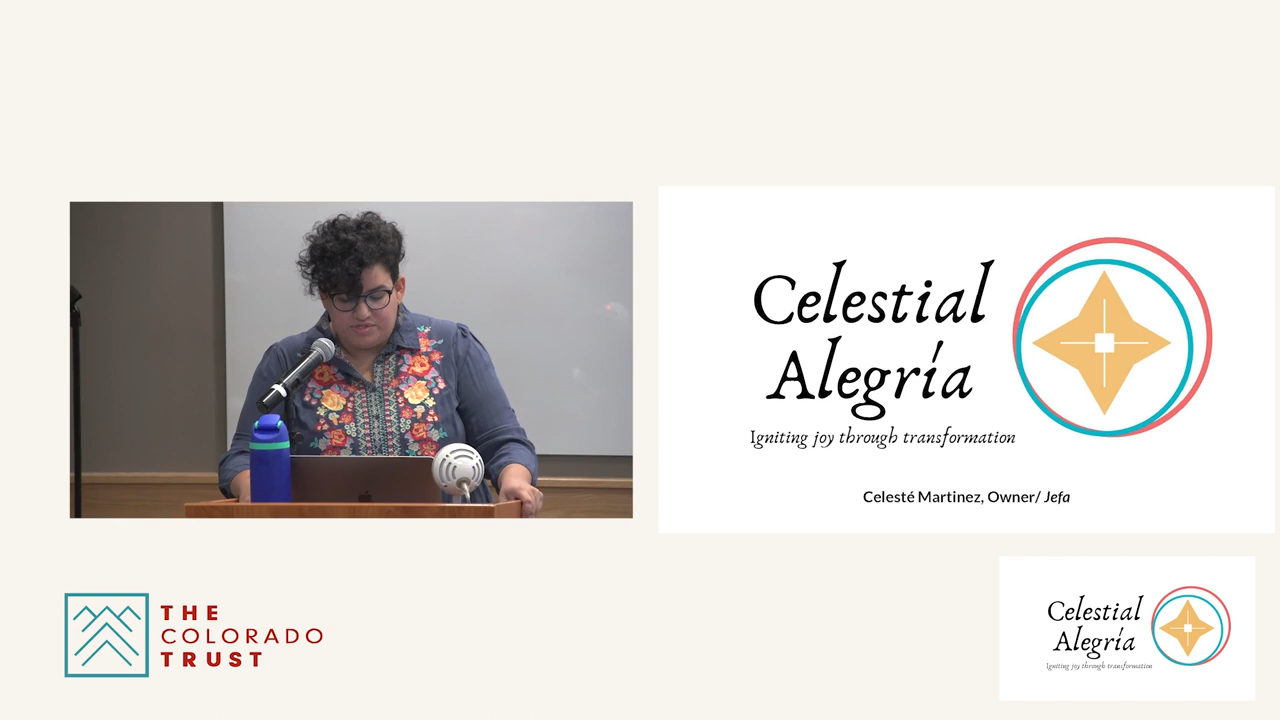 Celestial
Alegría
Igniting joy through transformation
Celesté Martinez, Owner/ Jefa
THE
COLORADO
TRUST
Celestial
Alegría
Igniting joy through transformation